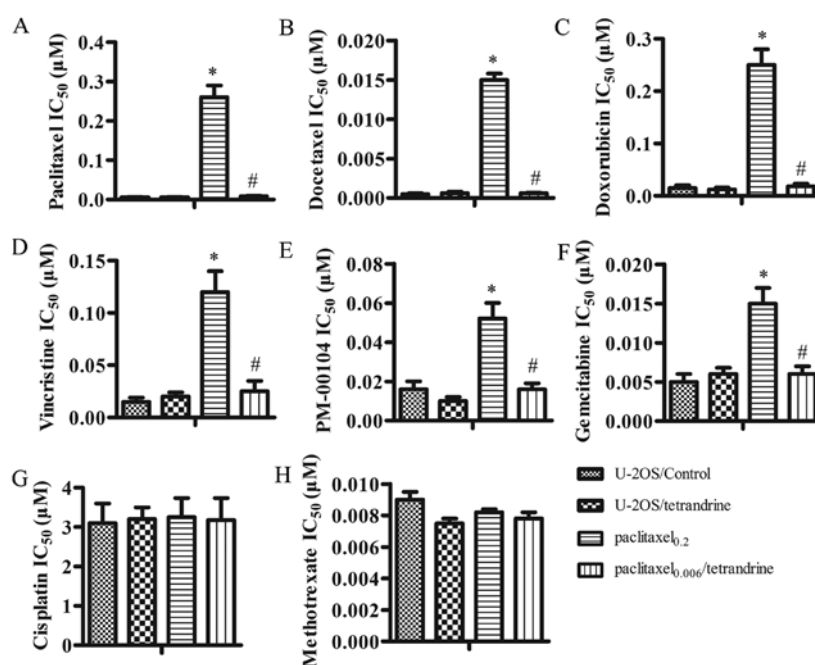 A
Paclitaxel IC50 (µM)
0.4
0.3
0.2
0.1
0.0
*
#
B
Docetaxel IC50 (µM)
0.020
0.015
0.010
0.005
0.000
*
#
C
Doxorubicin IC50 (µM)
0.3
0.2
0.1
0.0
*
#
D
Vincristine IC50 (µM)
0.15
0.10
0.05
0.00
*
#
E
PM-00104 IC50 (µM)
0.08
0.06
0.04
0.02
0.00
*
#
F
Gemcitabine IC50 (µM)
0.020
0.015
0.010
0.005
0.000
*
#
G
Cisplatin IC50 (µM)
4
3
2
1
0
H
Methotrexate IC50 (µM)
0.010
0.008
0.006
0.004
0.002
0.000
U-2OS/Control
U-2OS/tetrandrine
paclitaxel0.2
paclitaxel0.006/tetrandrine